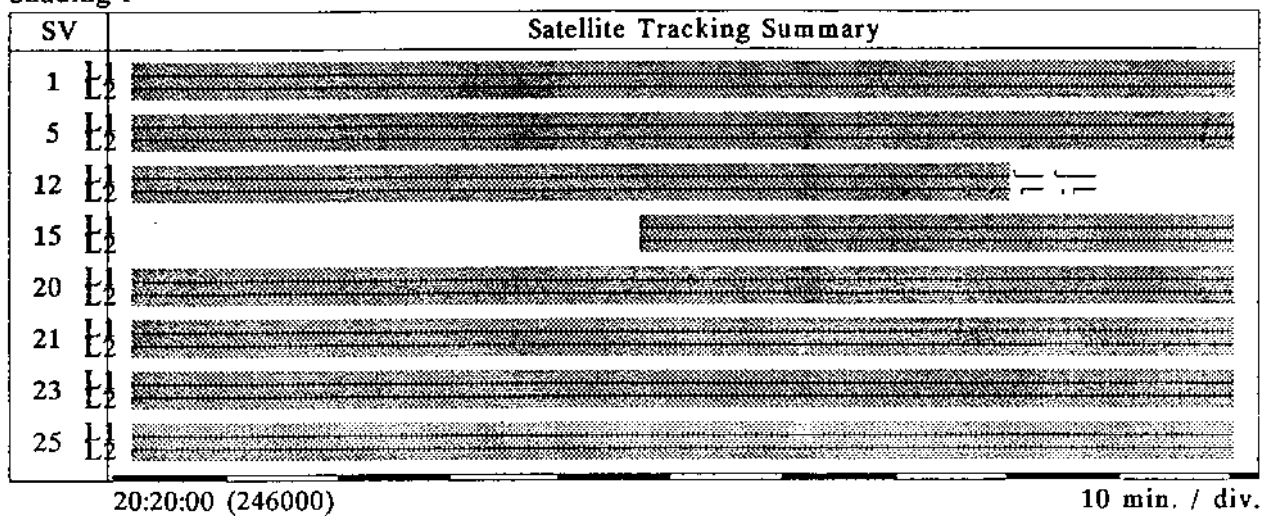 SV Satellite Tracking Summary
1 L1
L2
5 L1
L2
12 L1
L2
15 L1
L2
20 L1
L2
21 L1
L2
23 L1
L2
25 L1
L2
20:20:00 (246000) 10 min. / div.